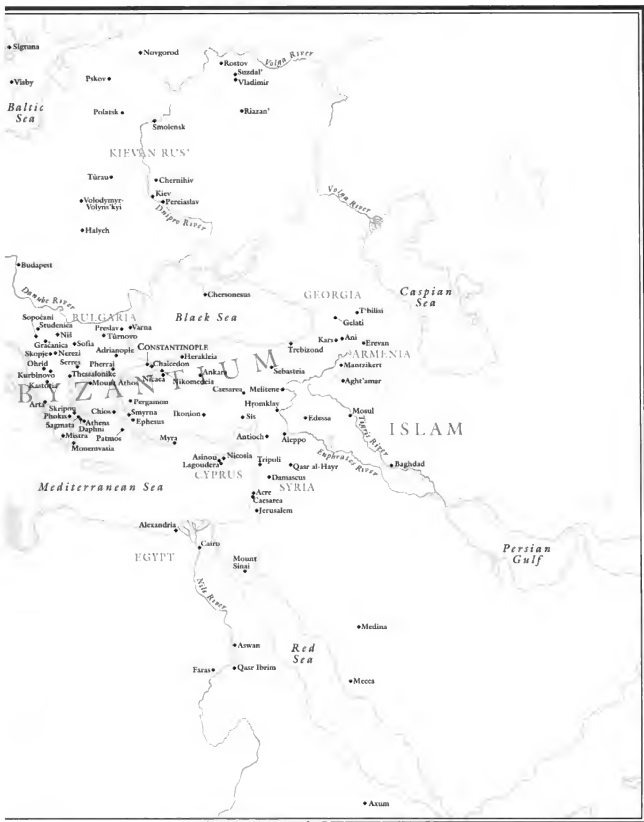 Sigtuna
Novgorod
Rostov
Volga River
Suzdal'
Vladimir
Visby
Pskov
Baltic
Sea
Polatsk
Riazan'
Smolensk
KIEVAN RUS'
Tŭrau
Chernihiv
Kiev
Pereiaslav
Volodymyr-
Volyns'kyi
Dnipro River
Volga River
Halych
Budapest
Danube River
Chersonesus
GEORGIA
Caspian
Sea
Sopoćani
Studenica
BULGARIA
Black Sea
T'bilisi
Gelati
Preslav
Varna
Niš
Tŭrnovo
Gračanica
Sofia
Kars
Ani
Erevan
Skopje
Nerezi
Adrianople
CONSTANTINOPLE
Herakleia
Trebizond
ARMENIA
Ohrid
Serres
Pherrai
Chalcedon
Ankara
Sebasteia
Mantzikert
Kurbinovo
Thessalonike
Nicaea
Nikomedeia
Kastoria
Mount Athos
Caesarea
Melitene
Aght'amar
BYZANTIUM
Arta
Skripou
Pergamon
Hromklay
Phokis
Chios
Smyrna
Ikonion
Sis
Edessa
Mosul
Tigris River
ISLAM
Athens
Ephesus
Sagmata
Daphni
Mistra
Patmos
Myra
Antioch
Aleppo
Monemvasia
Asinou
Nicosia
Tripoli
Qasr al-Hayr
Euphrates River
Baghdad
Lagoudera
CYPRUS
Damascus
SYRIA
Mediterranean Sea
Acre
Caesarea
Jerusalem
Alexandria
Cairo
Persian
Gulf
EGYPT
Mount
Sinai
Nile River
Medina
Aswan
Red
Sea
Faras
Qasr Ibrim
Mecca
Axum